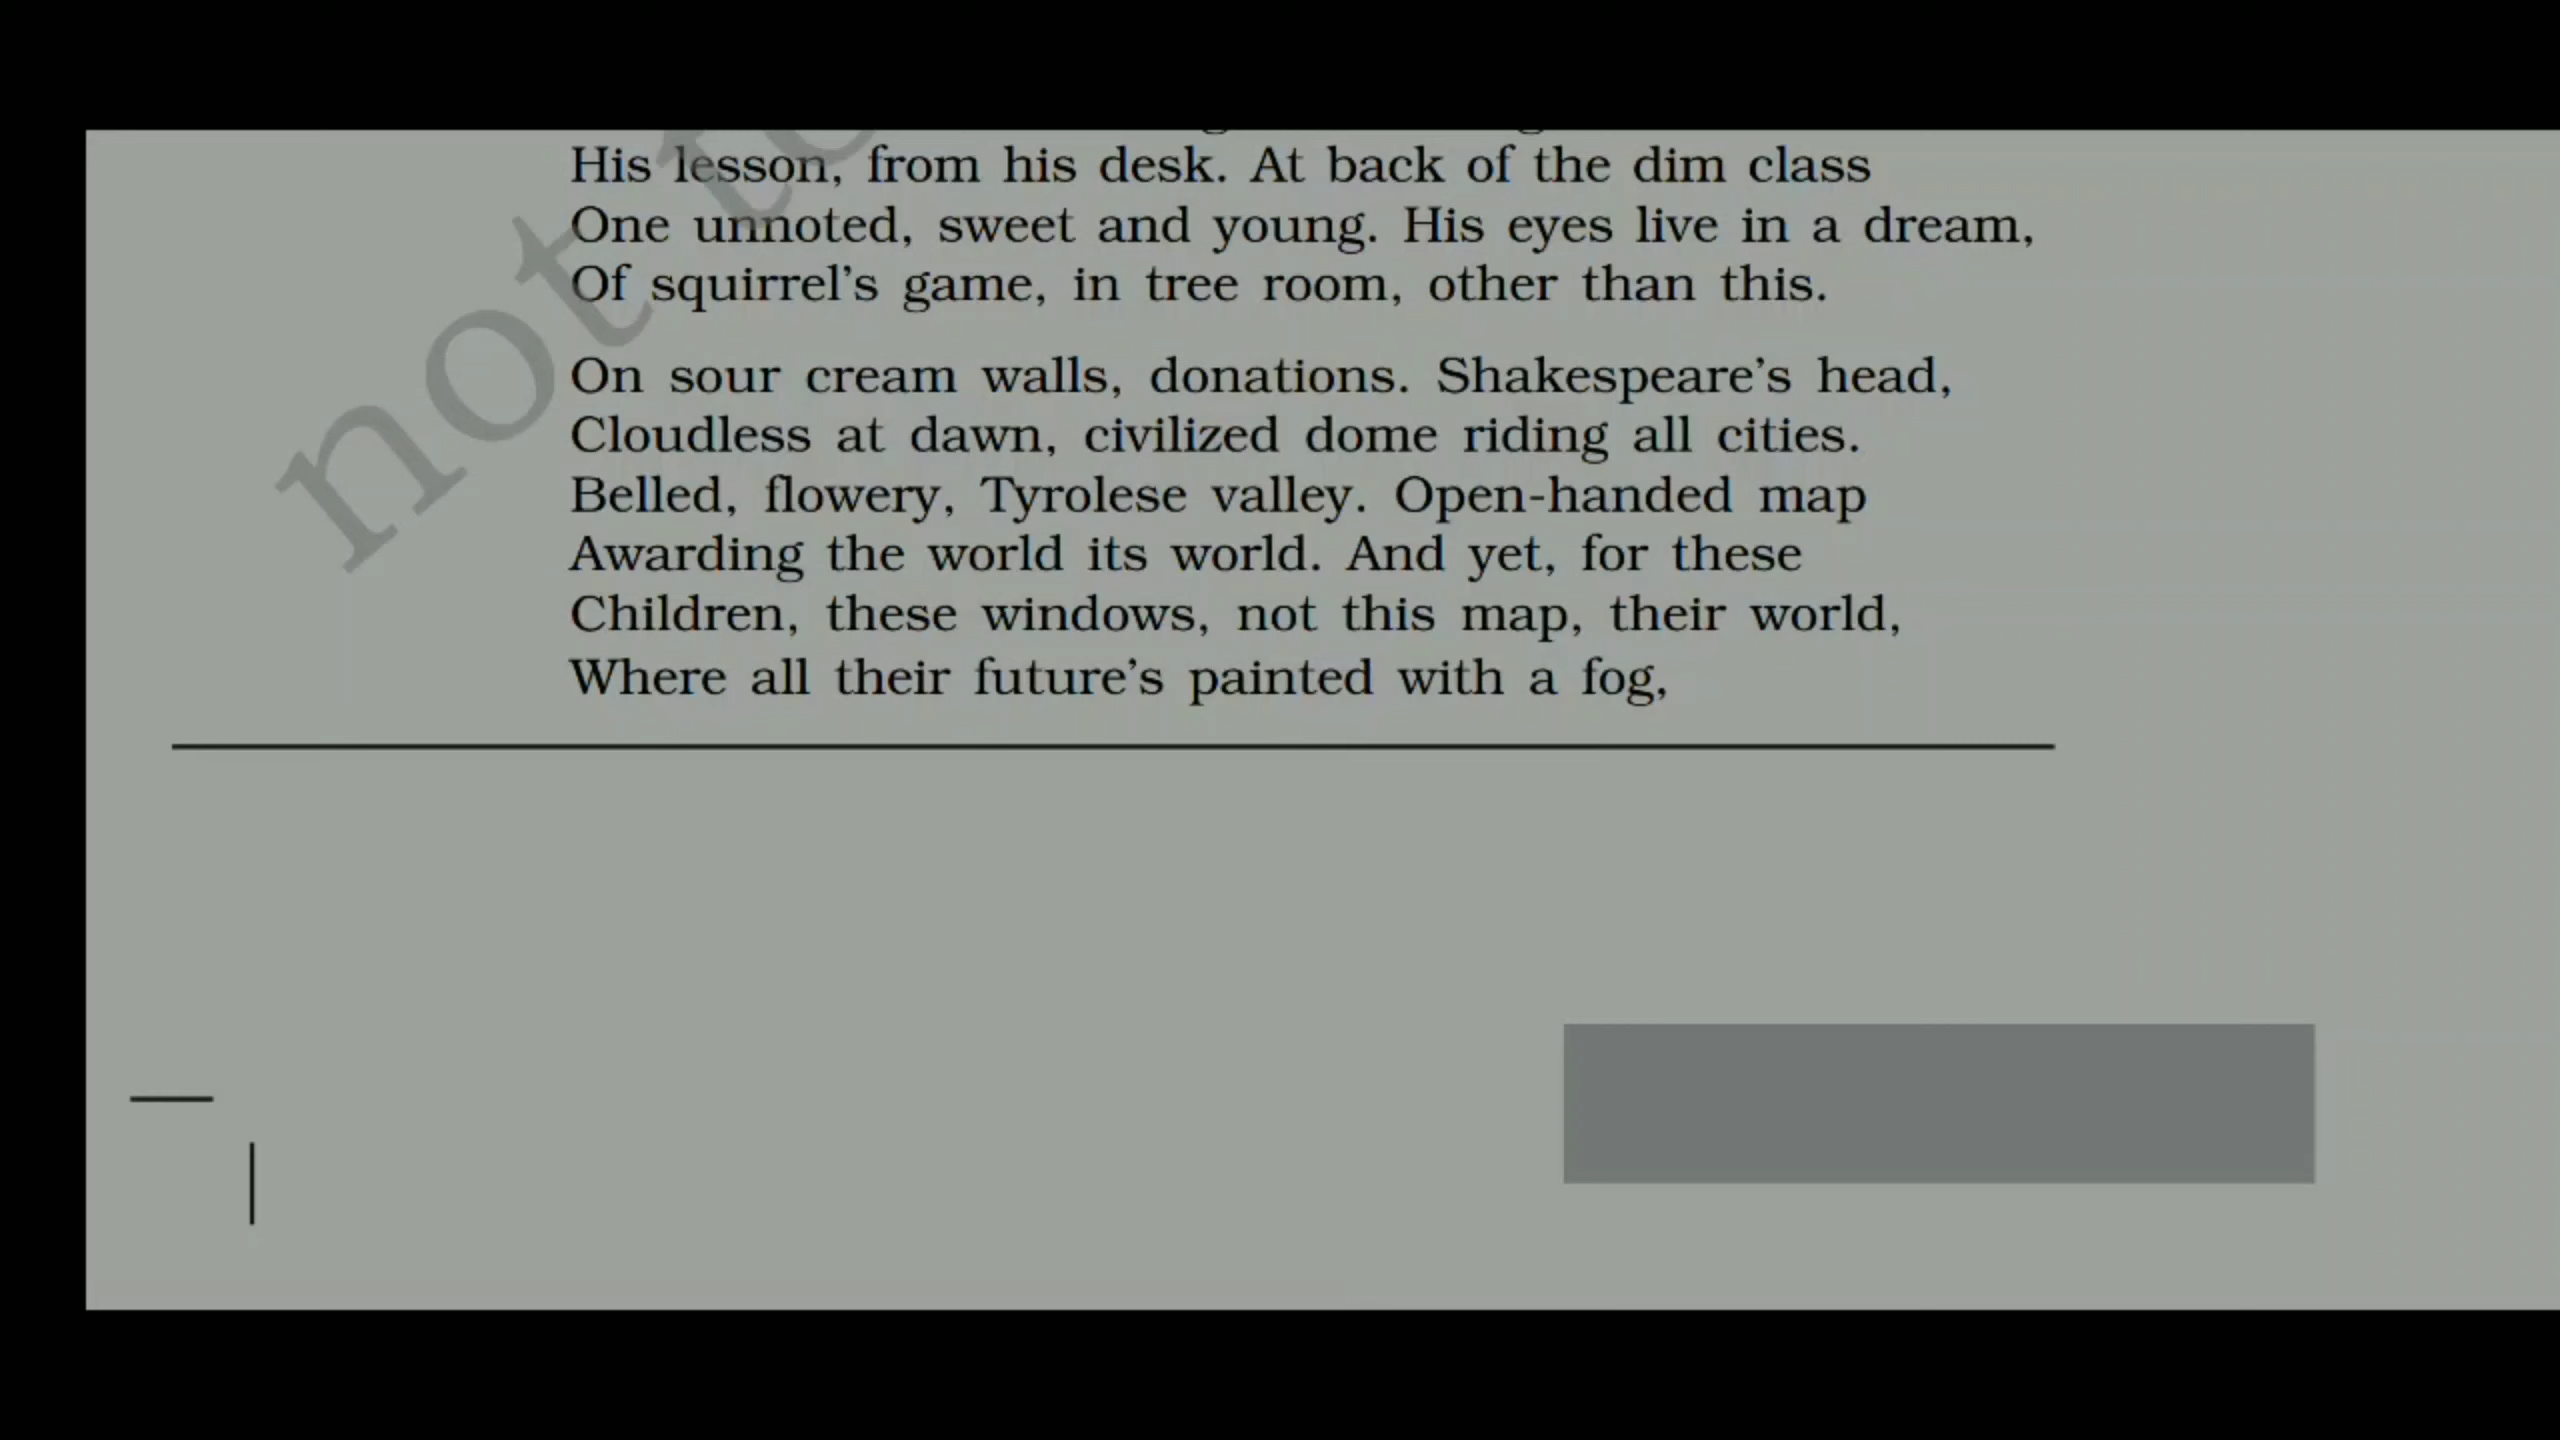 His lesson, from his desk. At back of the dim class
One unnoted, sweet and young. His eyes live in a dream,
Of squirrel’s game, in tree room, other than this.
On sour cream walls, donations. Shakespeare’s head,
Cloudless at dawn, civilized dome riding all cities.
Belled, flowery, Tyrolese valley. Open-handed map
Awarding the world its world. And yet, for these
Children, these windows, not this map, their world,
Where all their future’s painted with a fog,
not